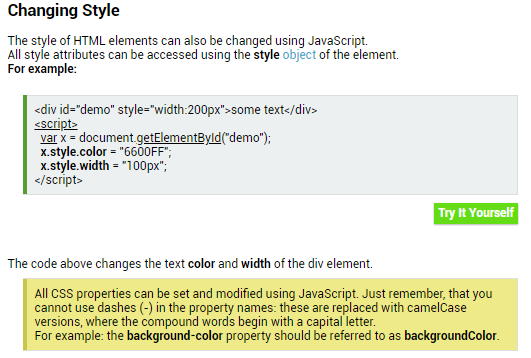 Changing Style
The style of HTML elements can also be changed using JavaScript.
All style attributes can be accessed using the style object of the element.
For example:
<div id="demo" style="width:200px">some text</div>
<script>
var x = document.getElementById("demo");
x.style.color = "6600FF";
x.style.width = "100px";
</script>
Try It Yourself
The code above changes the text color and width of the div element.
All CSS properties can be set and modified using JavaScript. Just remember, that you
cannot use dashes (-) in the property names: these are replaced with camelCase
versions, where the compound words begin with a capital letter.
For example: the background-color property should be referred to as backgroundColor.